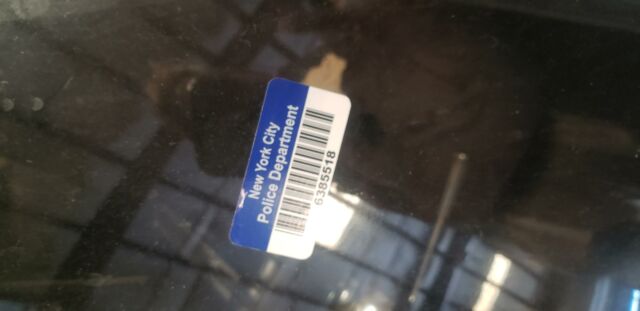 New York City
Police Department
6385518